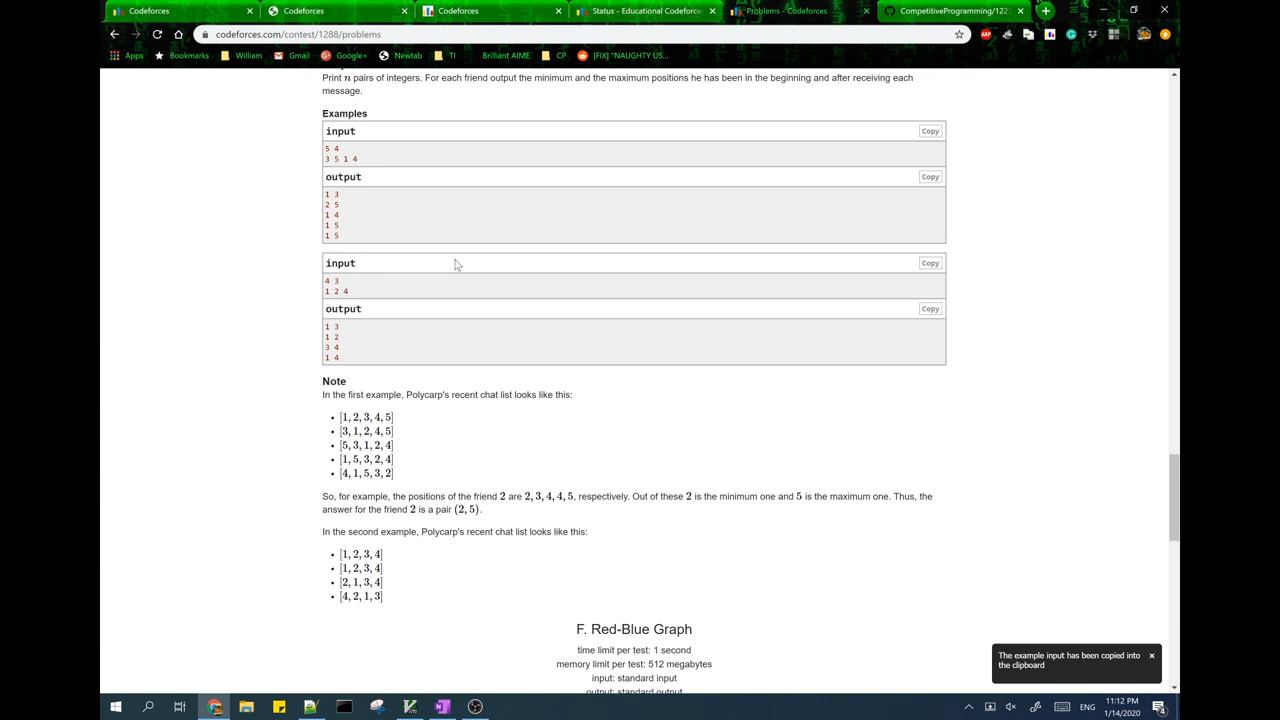 Codeforces
Codeforces
Codeforces
Status - Educational Codeforce
Problems - Codeforces
CompetitiveProgramming/122
codeforces.com/contest/1288/problems
Apps
Bookmarks
William
Gmail
Google+
Newtab
TI
Brilliant AIME
CP
[FIX] "NAUGHTY US...
Print n pairs of integers. For each friend output the minimum and the maximum positions he has been in the beginning and after receiving each
message.
Examples
input
Copy
5 4
3 5 1 4
output
Copy
1 3
2 5
1 4
1 5
1 5
input
Copy
4 3
1 2 4
output
Copy
1 3
1 2
3 4
1 4
Note
In the first example, Polycarp's recent chat list looks like this:
• [1, 2, 3, 4, 5]
• [3, 1, 2, 4, 5]
• [5, 3, 1, 2, 4]
• [1, 5, 3, 2, 4]
• [4, 1, 5, 3, 2]
So, for example, the positions of the friend 2 are 2, 3, 4, 4, 5, respectively. Out of these 2 is the minimum one and 5 is the maximum one. Thus, the
answer for the friend 2 is a pair (2, 5).
In the second example, Polycarp's recent chat list looks like this:
• [1, 2, 3, 4]
• [1, 2, 3, 4]
• [2, 1, 3, 4]
• [4, 2, 1, 3]
F. Red-Blue Graph
time limit per test: 1 second
memory limit per test: 512 megabytes
input: standard input
output: standard output
The example input has been copied into
the clipboard
ENG
11:12 PM
1/14/2020